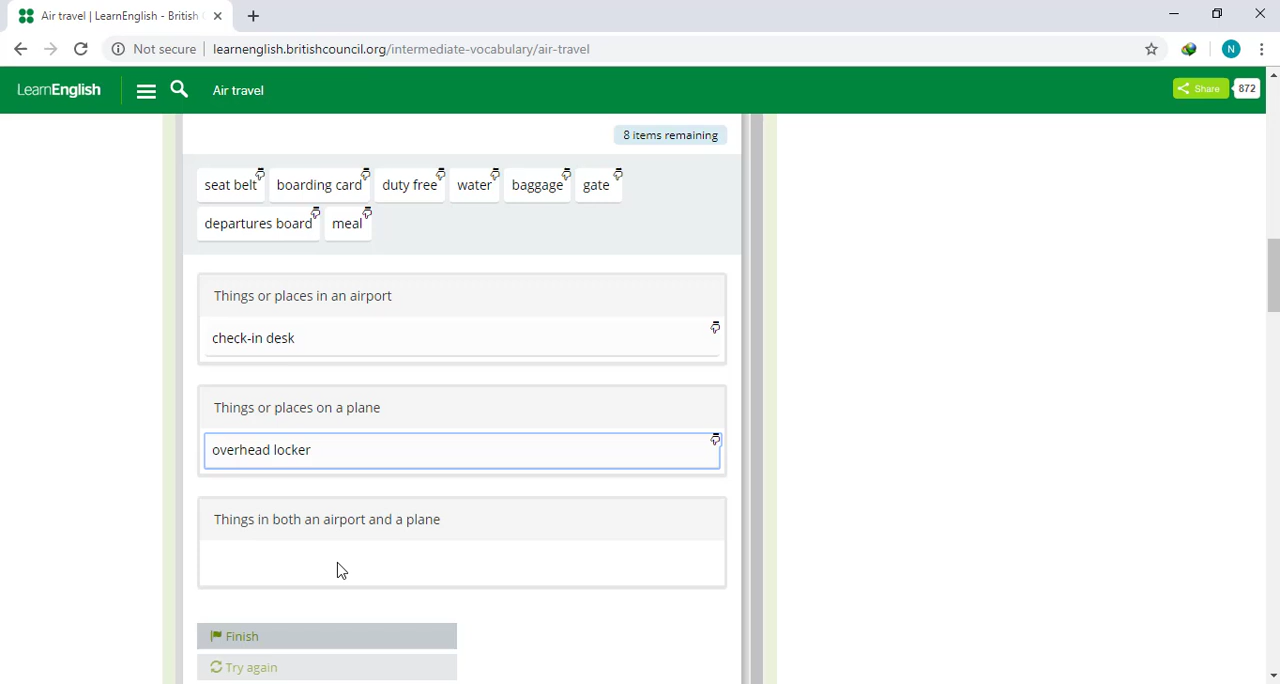 Air travel | LearnEnglish - British C
Not secure | learnenglish.britishcouncil.org/intermediate-vocabulary/air-travel
N
LearnEnglish
Air travel
Share
872
8 items remaining
seat belt boarding card duty free water baggage gate
departures board meal
Things or places in an airport
check-in desk
Things or places on a plane
overhead locker
Things in both an airport and a plane
Finish
Try again